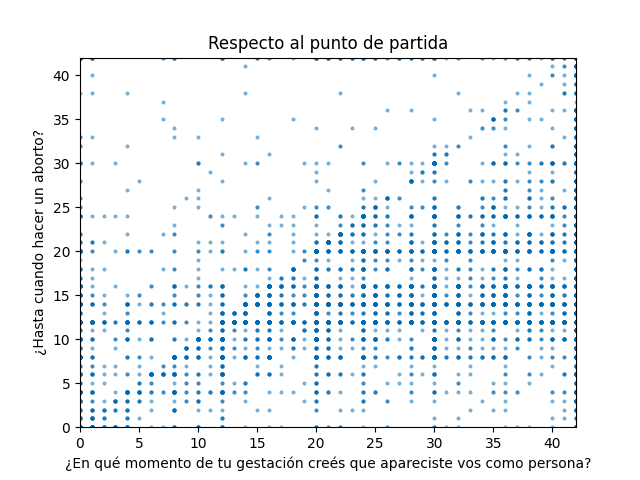 Respecto al punto de partida
¿Hasta cuando hacer un aborto?
40
35
30
25
20
15
10
5
0
0 5 10 15 20 25 30 35 40
¿En qué momento de tu gestación creés que apareciste vos como persona?